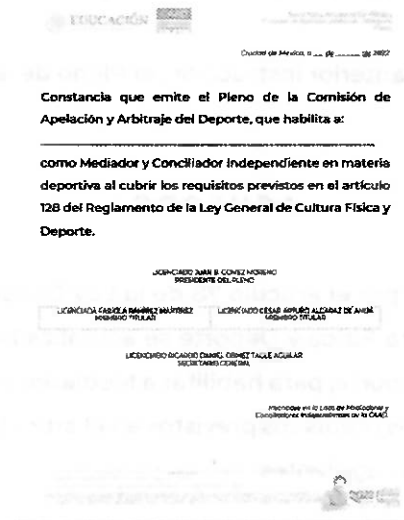 EDUCACIÓN
Ciudad de México, a __ de ______ de 2022
Constancia que emite el Pleno de la Comisión de
Apelación y Arbitraje del Deporte, que habilita a:
como Mediador y Conciliador Independiente en materia
deportiva al cubrir los requisitos previstos en el artículo
128 del Reglamento de la Ley General de Cultura Física y
Deporte.
LICENCIADO JUAN B. GOMEZ MORENO
PRESIDENTE DEL PLENO
LICENCIADA FABIOLA RAMÍREZ MARTÍNEZ
MIEMBRO TITULAR
LICENCIADO CÉSAR ARTURO ALCARAZ DE ANDA
MIEMBRO TITULAR
LICENCIADO RICARDO DANIEL GÓMEZ TAGLE AGUILAR
SECRETARIO GENERAL
en la Lista de Mediadores y
Conciliadores Independientes de la CAAD.